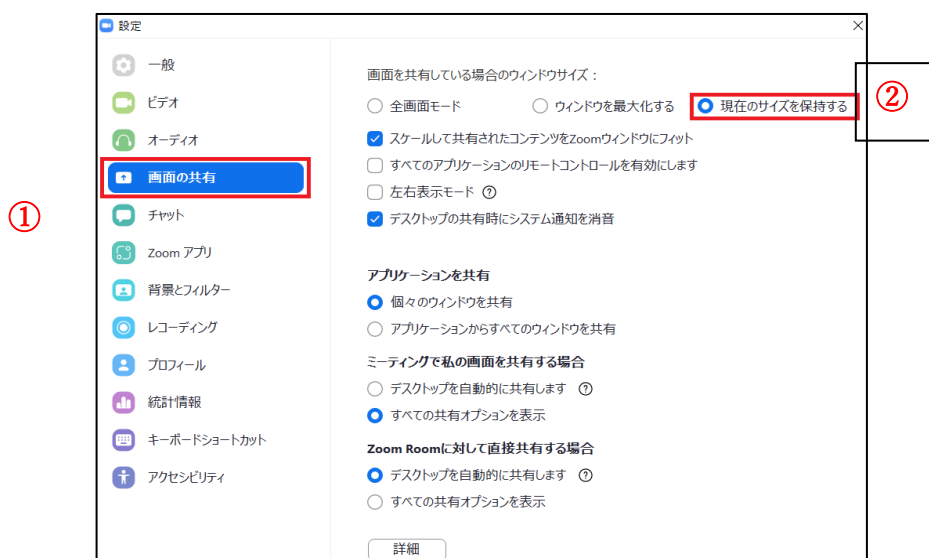 設定
一般
ビデオ
オーディオ
① 画面の共有
チャット
Zoom アプリ
背景とフィルター
レコーディング
プロフィール
統計情報
キーボードショートカット
アクセシビリティ
画面を共有している場合のウィンドウサイズ：
全画面モード ウィンドウを最大化する 現在のサイズを保持する ②
スケールして共有されたコンテンツをZoomウィンドウにフィット
すべてのアプリケーションのリモートコントロールを有効にします
左右表示モード
デスクトップの共有時にシステム通知を消音
アプリケーションを共有
個々のウィンドウを共有
アプリケーションからすべてのウィンドウを共有
ミーティングで私の画面を共有する場合
デスクトップを自動的に共有します
すべての共有オプションを表示
Zoom Roomに対して直接共有する場合
デスクトップを自動的に共有します
すべての共有オプションを表示
詳細